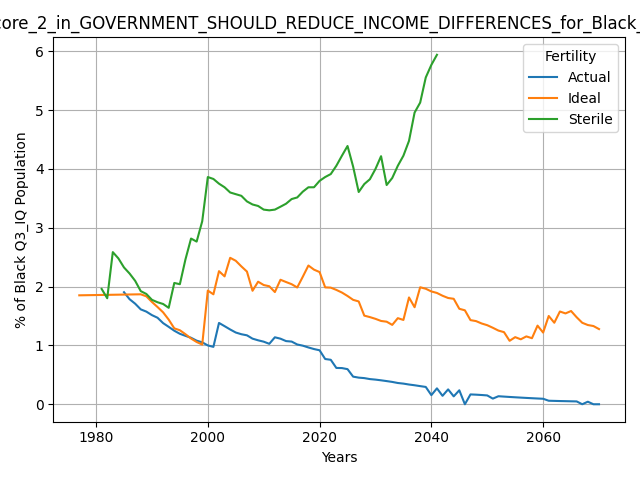 core_2_in_GOVERNMENT_SHOULD_REDUCE_INCOME_DIFFERENCES_for_Black_
Fertility
Actual
Ideal
Sterile
% of Black Q3_IQ Population
6
5
4
3
2
1
0
1980 2000 2020 2040 2060
Years